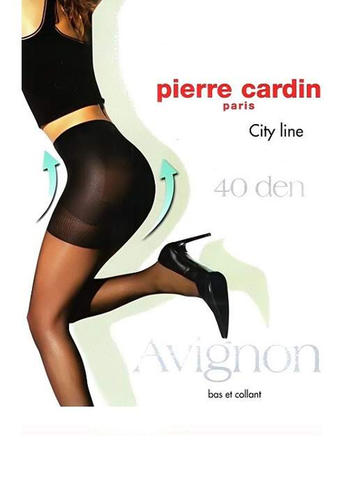 pierre cardin
paris
City line
40 den
Avignon
bas et collant